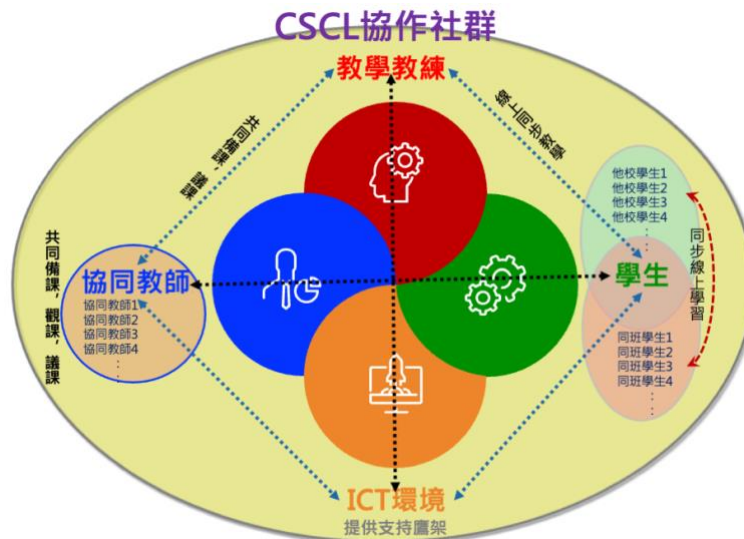 CSCL協作社群
教學教練
共同備課，議課
線上同步教學
他校學生1
他校學生2
他校學生3
他校學生4
⋮
共同備課，觀課，議課
協同教師
協同教師1
協同教師2
協同教師3
協同教師4
⋮
學生
同步線上學習
同班學生1
同班學生2
同班學生3
同班學生4
⋮
ICT環境
提供支持鷹架